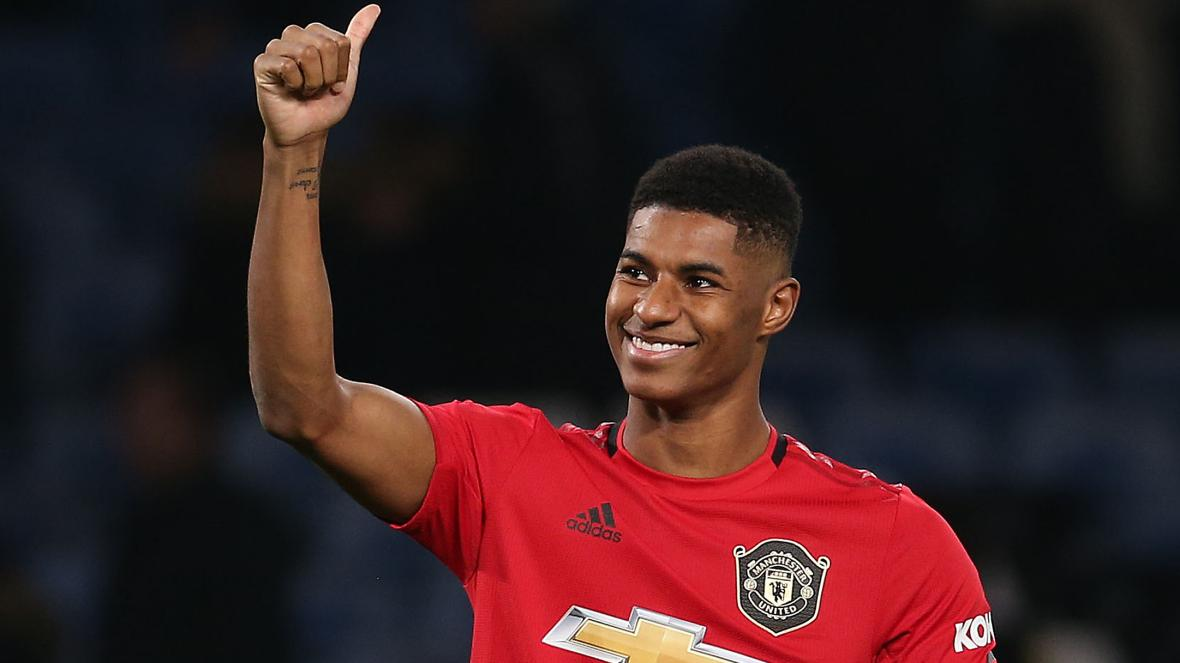 adidas
MANCHESTER
UNITED
KOH